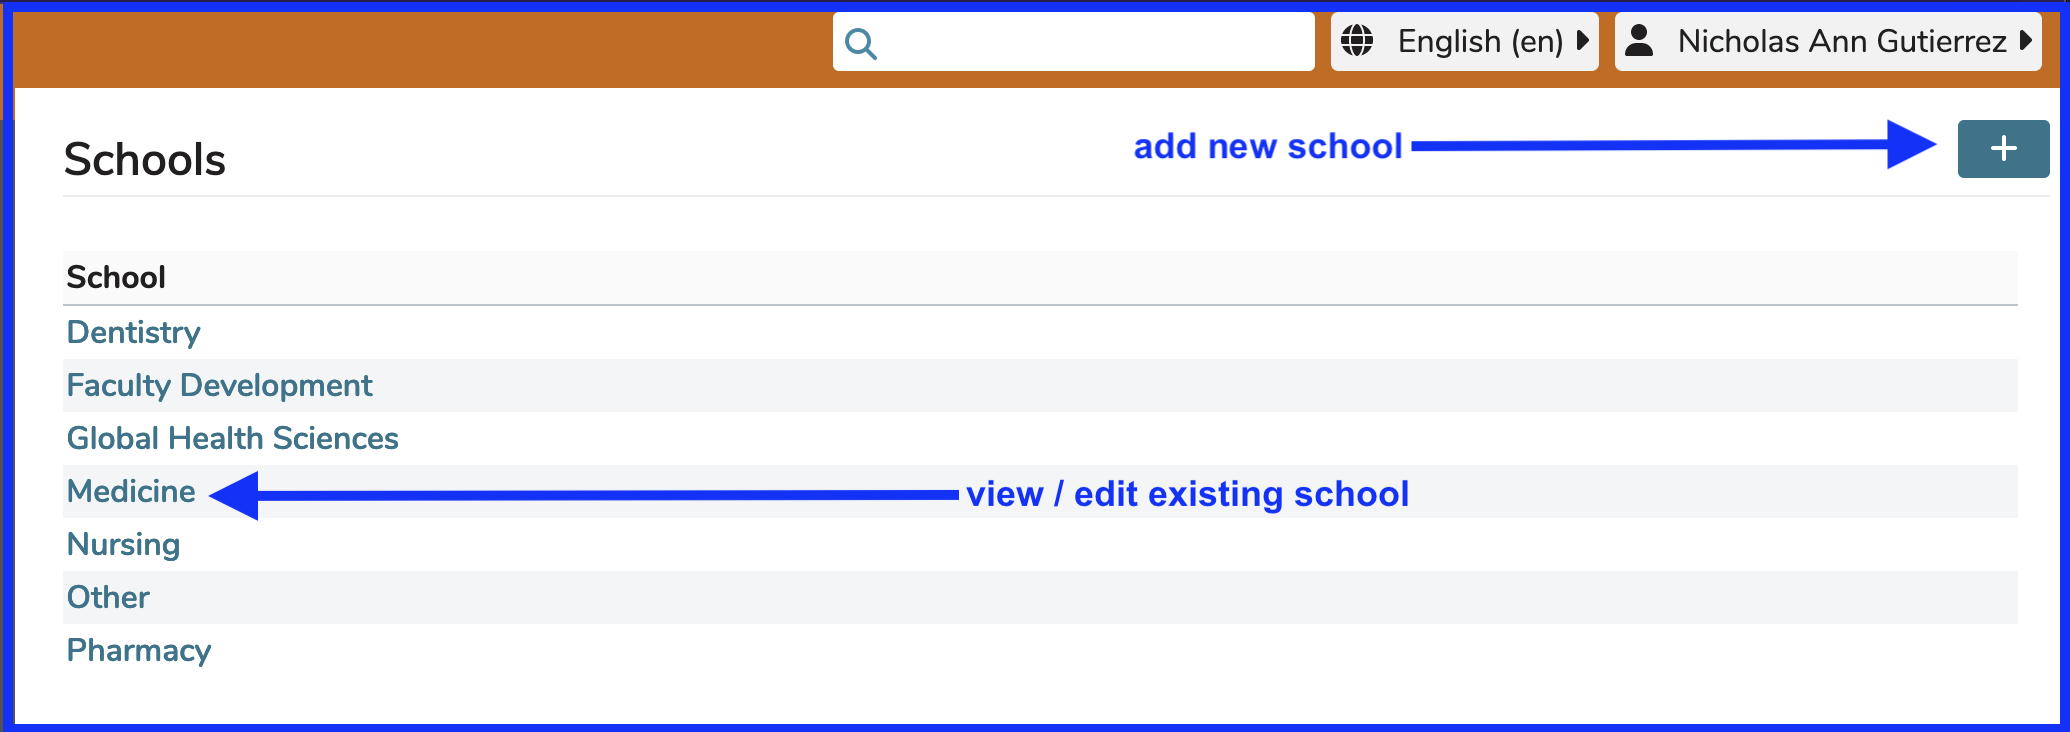 English (en)
Nicholas Ann Gutierrez
Schools
add new school
School
Dentistry
Faculty Development
Global Health Sciences
Medicine
view / edit existing school
Nursing
Other
Pharmacy